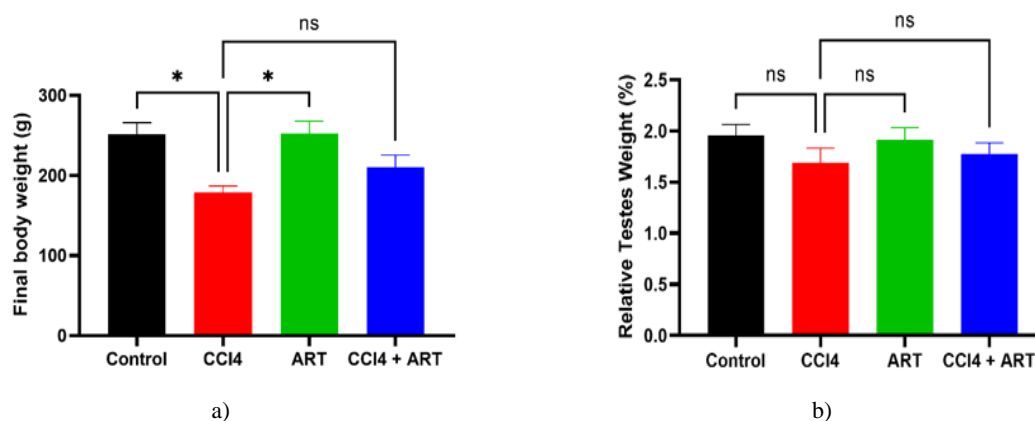 ns
*
*
Final body weight (g)
300
200
100
0
Control
CCl4
ART
CCl4 + ART
a)
ns
ns
ns
Relative Testes Weight (%)
2.5
2.0
1.5
1.0
0.5
0.0
Control
CCl4
ART
CCl4 + ART
b)